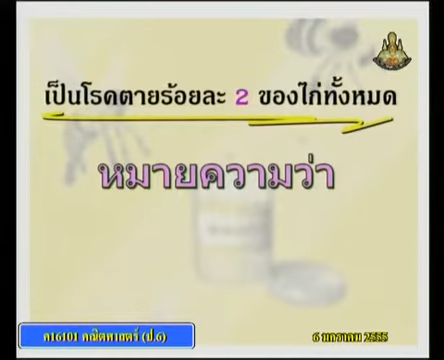 เป็นโรคตายร้อยละ 2 ของไก่ทั้งหมด
หมายความว่า
ค16101 คณิตศาสตร์ (ป.6)
6 มกราคม 2555